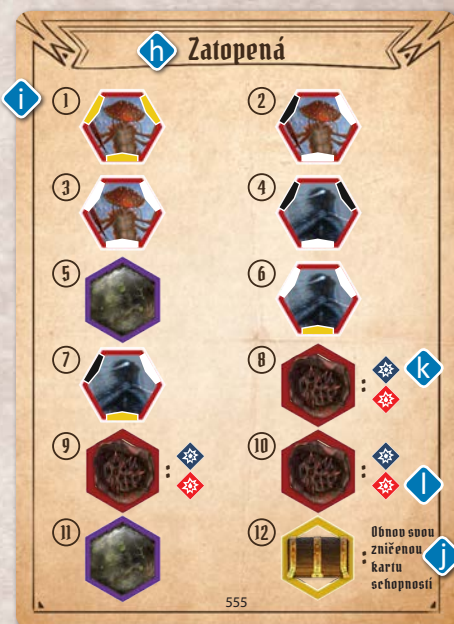 h Zatopená
i
1 2
3 4
5 6
7 8 : k
9 : 10 : l
11 12 : Obnov svou
zničenou j
kartu
schopností
555